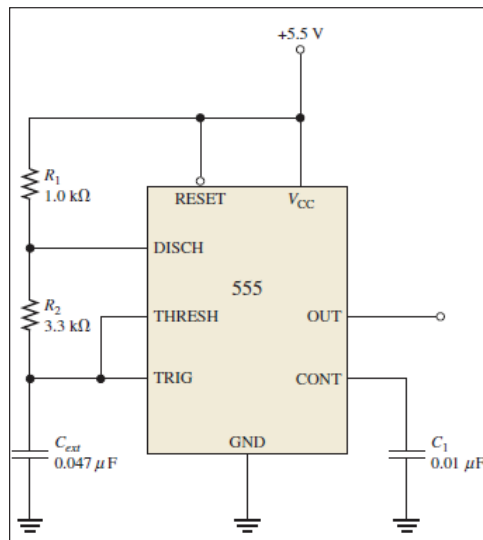 +5.5 V
R1
1.0 kΩ
RESET
VCC
DISCH
555
R2
3.3 kΩ
THRESH
OUT
TRIG
CONT
Cext
0.047 μF
GND
C1
0.01 μF